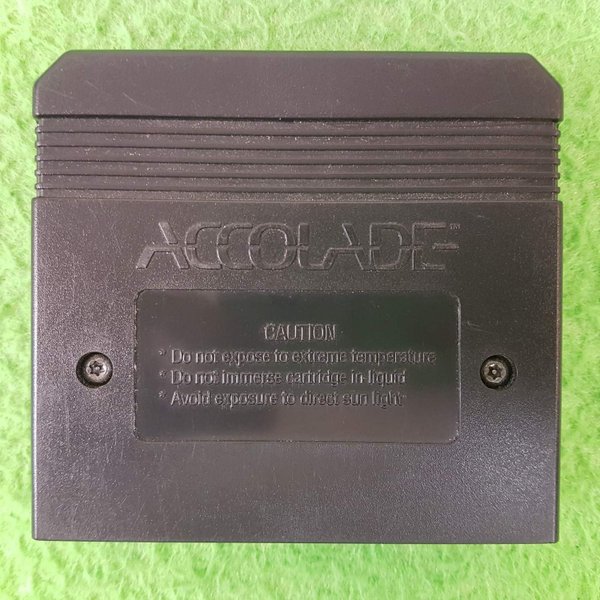 ACCOLADE™
CAUTION
* Do not expose to extreme temperature
* Do not immerse cartridge in liquid
* Avoid exposure to direct sun light